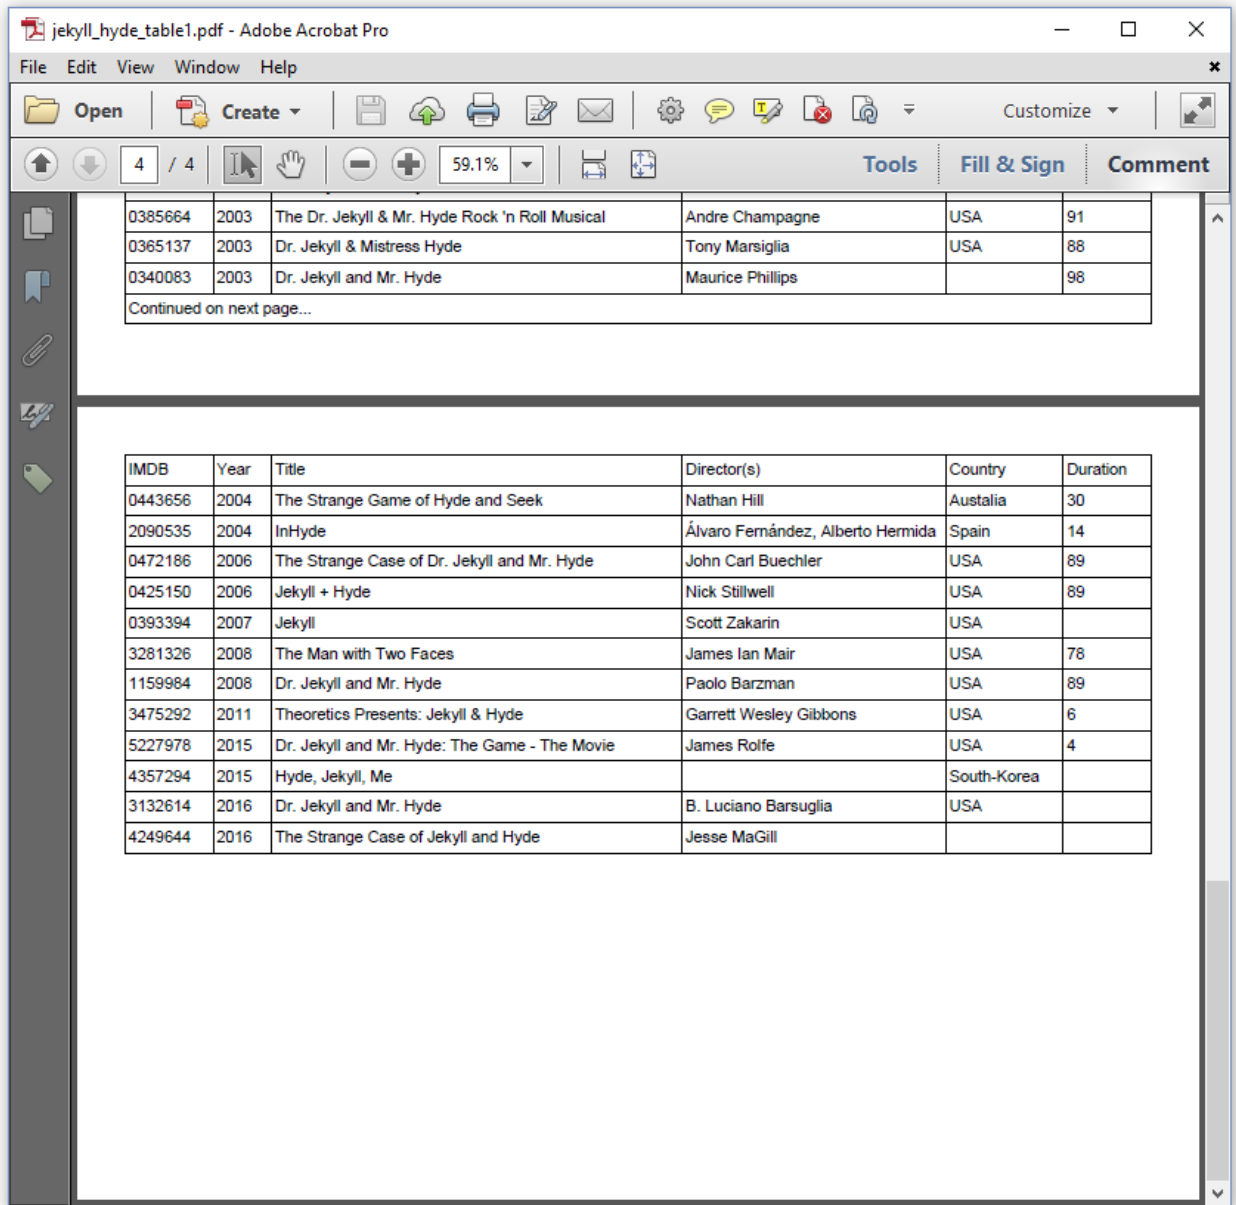 jekyll_hyde_table1.pdf - Adobe Acrobat Pro
File Edit View Window Help
Open Create Customize
4 / 4 59.1% Tools Fill & Sign Comment
0385664 2003 The Dr. Jekyll & Mr. Hyde Rock 'n Roll Musical Andre Champagne USA 91
0365137 2003 Dr. Jekyll & Mistress Hyde Tony Marsiglia USA 88
0340083 2003 Dr. Jekyll and Mr. Hyde Maurice Phillips 98
Continued on next page...
IMDB Year Title Director(s) Country Duration
0443656 2004 The Strange Game of Hyde and Seek Nathan Hill Austalia 30
2090535 2004 InHyde Álvaro Fernández, Alberto Hermida Spain 14
0472186 2006 The Strange Case of Dr. Jekyll and Mr. Hyde John Carl Buechler USA 89
0425150 2006 Jekyll + Hyde Nick Stillwell USA 89
0393394 2007 Jekyll Scott Zakarin USA
3281326 2008 The Man with Two Faces James Ian Mair USA 78
1159984 2008 Dr. Jekyll and Mr. Hyde Paolo Barzman USA 89
3475292 2011 Theoretics Presents: Jekyll & Hyde Garrett Wesley Gibbons USA 6
5227978 2015 Dr. Jekyll and Mr. Hyde: The Game - The Movie James Rolfe USA 4
4357294 2015 Hyde, Jekyll, Me South-Korea
3132614 2016 Dr. Jekyll and Mr. Hyde B. Luciano Barsuglia USA
4249644 2016 The Strange Case of Jekyll and Hyde Jesse MaGill